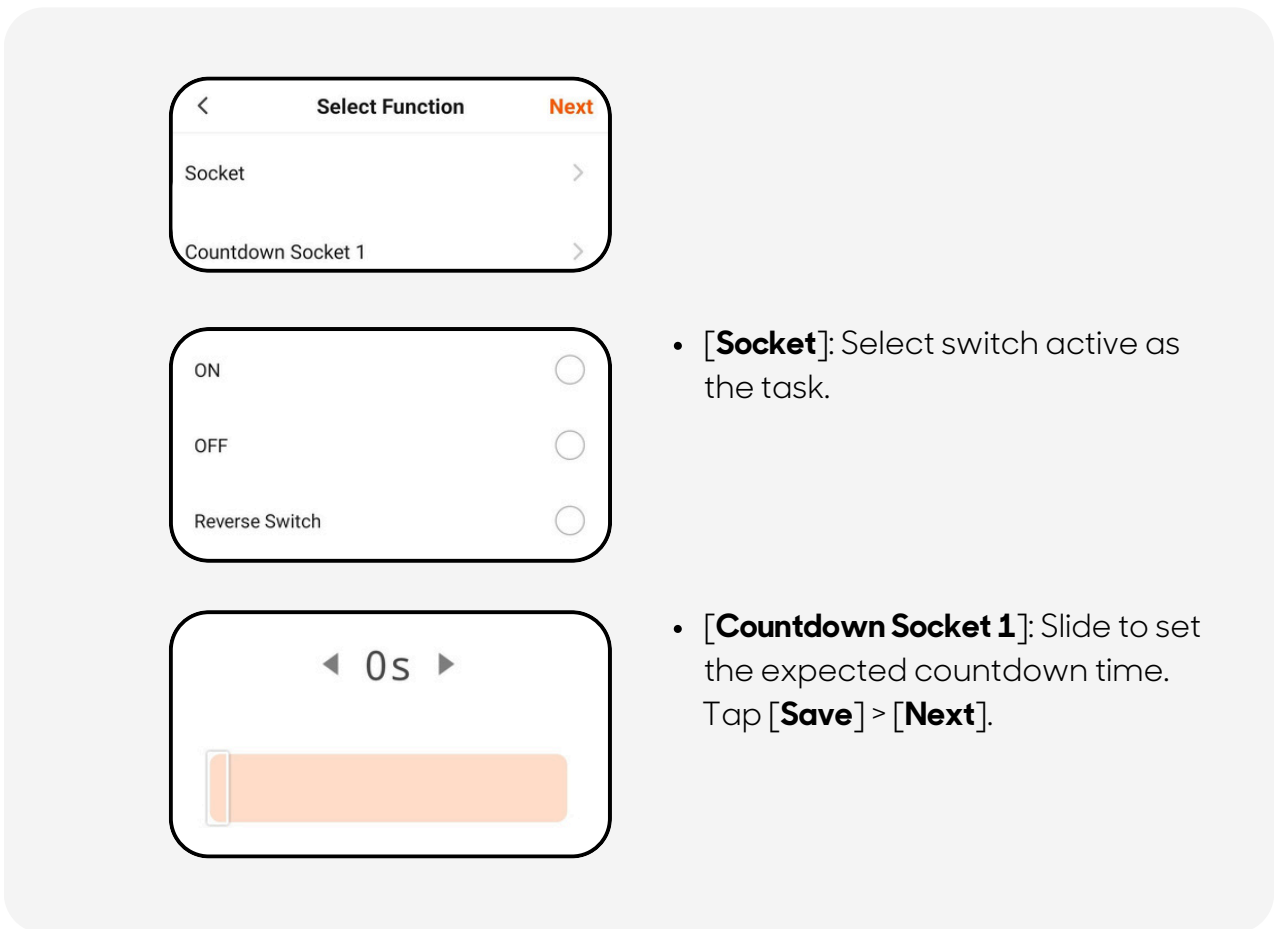 Select Function Next
Socket
Countdown Socket 1
ON
OFF
Reverse Switch
• [Socket]: Select switch active as
the task.
0s
• [Countdown Socket 1]: Slide to set
the expected countdown time.
Tap [Save] > [Next].